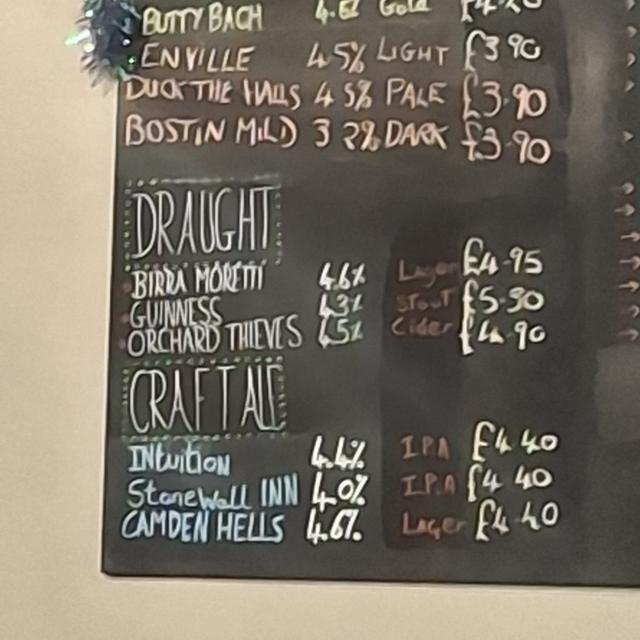 BUTTY BACH Gold
ENVILLE 4.5% LIGHT £3.90
DUCK THE HALLS 4.5% PALE £3.90
BOSTIN MILD 3.2% DARK £3.90
DRAUGHT
BIRRA MORETTI 4.6% Lager £4.95
GUINNESS 4.3% STOUT £5.30
ORCHARD THIEVES 4.5% Cider £4.90
CRAFT ALE
INtuition 4.4% IPA £4.40
StoneWall INN 4.0% I.P.A £4.40
CAMDEN HELLS 4.6% Lager £4.40